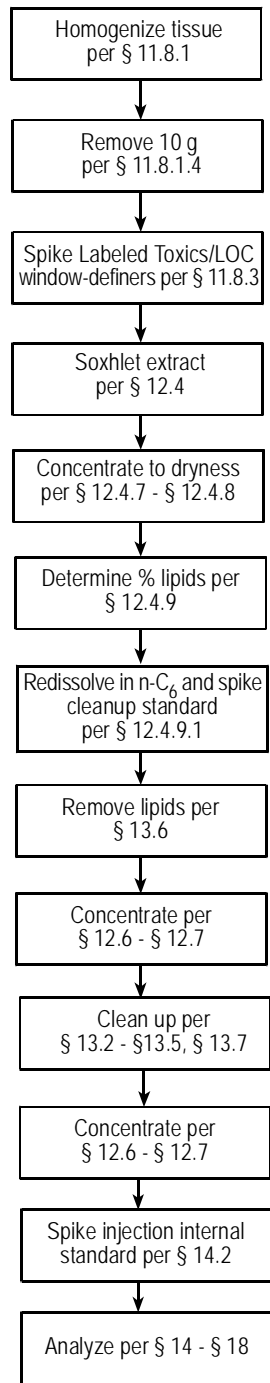 Homogenize tissue
per § 11.8.1
Remove 10 g
per § 11.8.1.4
Spike Labeled Toxics/LOC
window-definers per § 11.8.3
Soxhlet extract
per § 12.4
Concentrate to dryness
per § 12.4.7 - § 12.4.8
Determine % lipids per
§ 12.4.9
Redissolve in n-C₆ and spike
cleanup standard
per § 12.4.9.1
Remove lipids per
§ 13.6
Concentrate per
§ 12.6 - § 12.7
Clean up per
§ 13.2 - §13.5, § 13.7
Concentrate per
§ 12.6 - § 12.7
Spike injection internal
standard per § 14.2
Analyze per § 14 - § 18